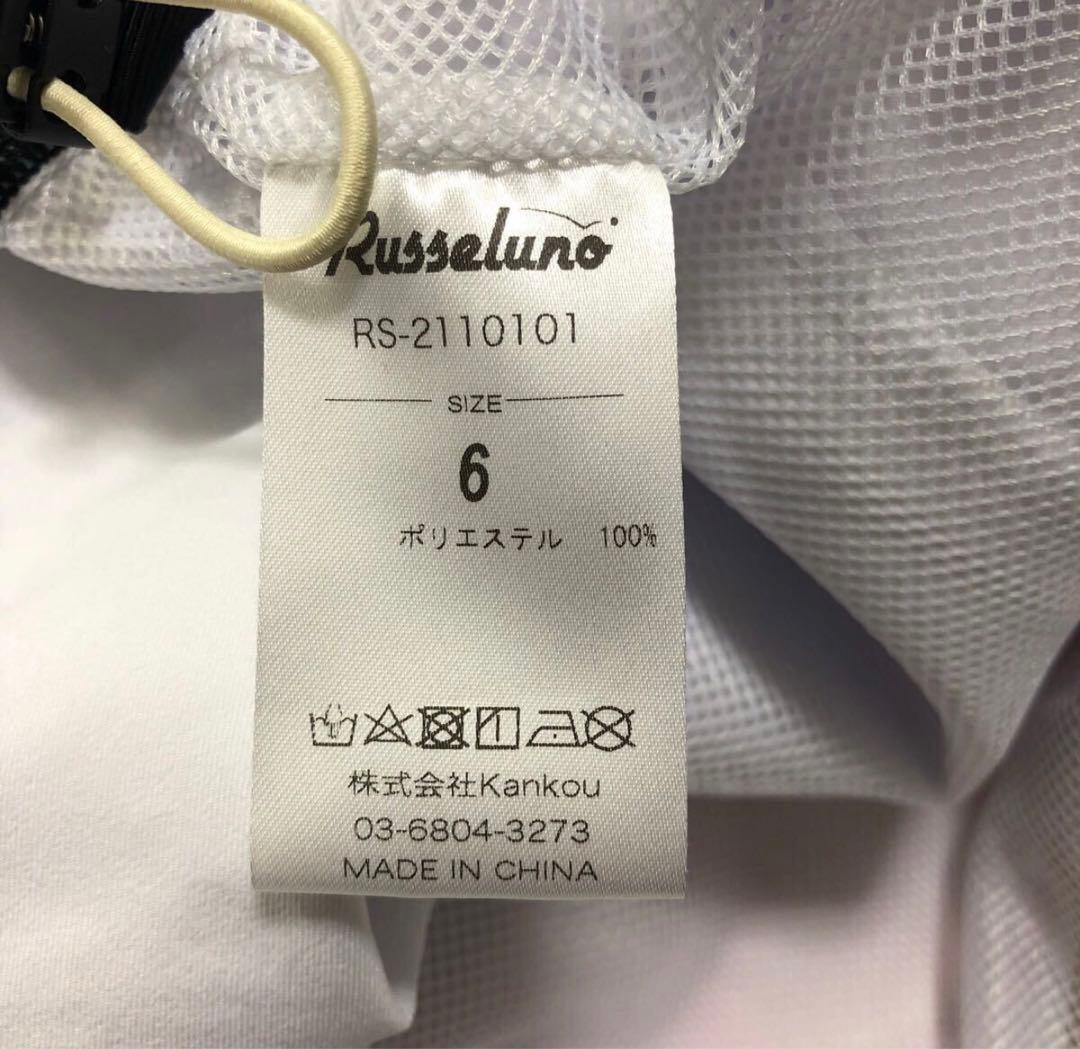 Russeluno
RS-2110101
SIZE
6
ポリエステル 100%
株式会社Kankou
03-6804-3273
MADE IN CHINA